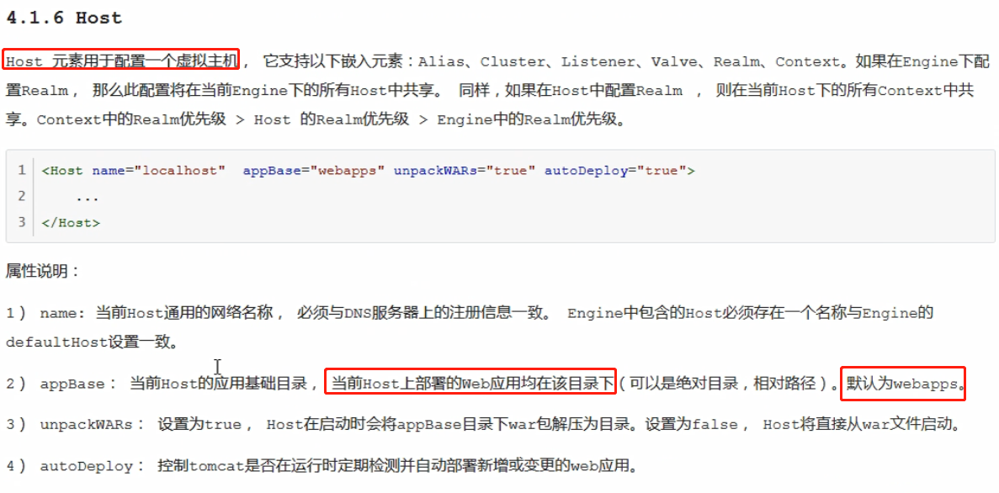 4.1.6 Host
Host 元素用于配置一个虚拟主机， 它支持以下嵌入元素：Alias、Cluster、Listener、Valve、Realm、Context。如果在Engine下配
置Realm， 那么此配置将在当前Engine下的所有Host中共享。 同样，如果在Host中配置Realm ， 则在当前Host下的所有Context中共
享。Context中的Realm优先级 > Host 的Realm优先级 > Engine中的Realm优先级。
1 <Host name="localhost"  appBase="webapps" unpackWARs="true" autoDeploy="true">
2     ...
3 </Host>
属性说明：
1） name: 当前Host通用的网络名称， 必须与DNS服务器上的注册信息一致。 Engine中包含的Host必须存在一个名称与Engine的
defaultHost设置一致。
2） appBase： 当前Host的应用基础目录，当前Host上部署的Web应用均在该目录下（可以是绝对目录，相对路径）。默认为webapps。
3） unpackWARs： 设置为true， Host在启动时会将appBase目录下war包解压为目录。设置为false， Host将直接从war文件启动。
4） autoDeploy： 控制tomcat是否在运行时定期检测并自动部署新增或变更的web应用。